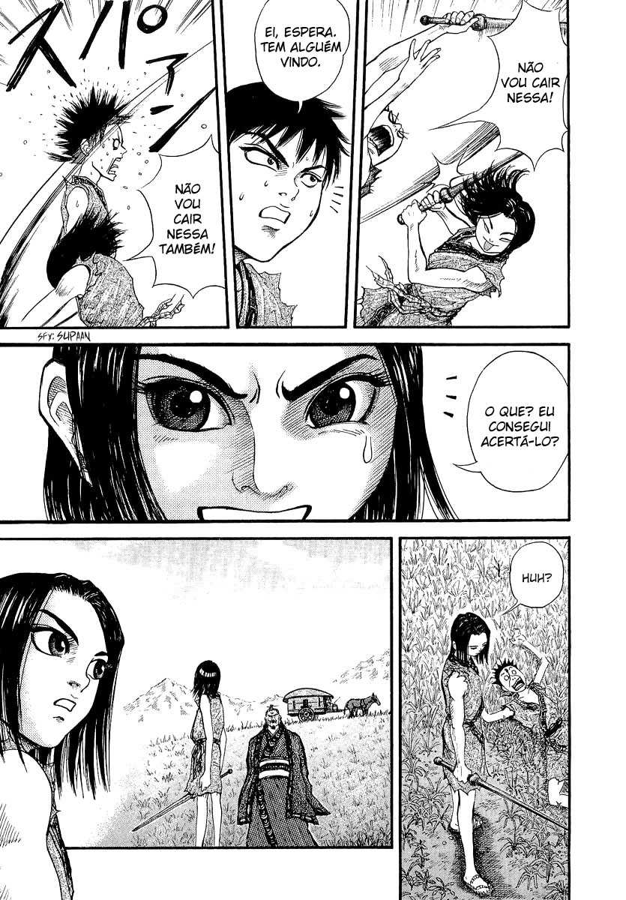 NÃO
VOU CAIR
NESSA!
EI, ESPERA.
TEM ALGUÉM
VINDO.
NÃO
VOU
CAIR
NESSA
TAMBÉM!
スパァン
SFX: SUPAAN
O QUE? EU
CONSEGUI
ACERTÁ-LO?
HUH?